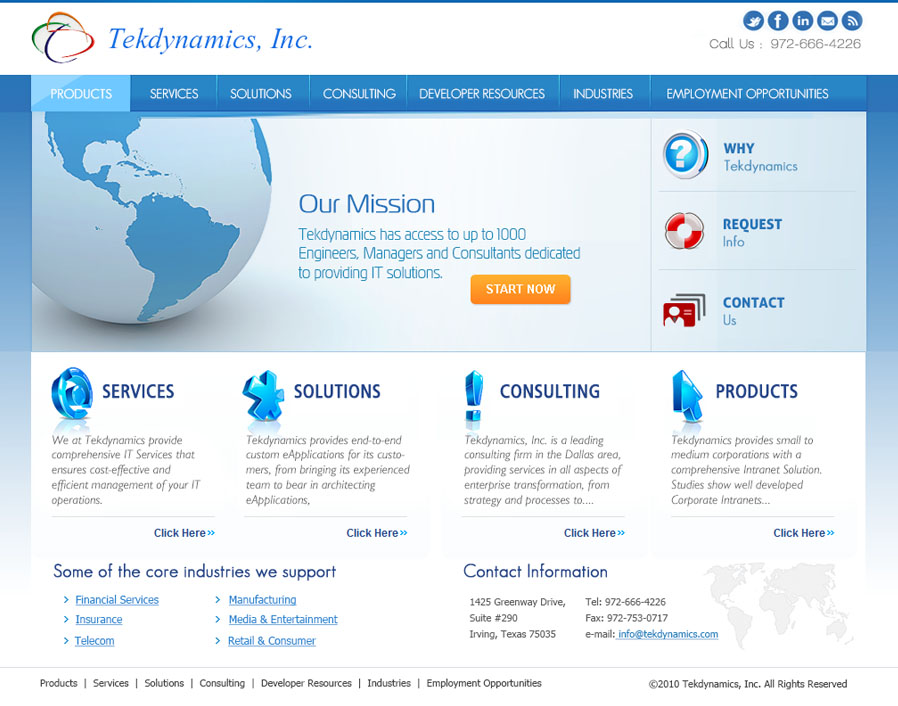 Tekdynamics, Inc.
Call Us : 972-666-4226
PRODUCTS SERVICES SOLUTIONS CONSULTING DEVELOPER RESOURCES INDUSTRIES EMPLOYMENT OPPORTUNITIES
Our Mission
Tekdynamics has access to up to 1000
Engineers, Managers and Consultants dedicated
to providing IT solutions.
START NOW
WHY
Tekdynamics
REQUEST
Info
CONTACT
Us
SERVICES
We at Tekdynamics provide
comprehensive IT Services that
ensures cost-effective and
efficient management of your IT
operations.
Click Here»
SOLUTIONS
Tekdynamics provides end-to-end
custom eApplications for its custo-
mers, from bringing its experienced
team to bear in architecting
eApplications,
Click Here»
CONSULTING
Tekdynamics, Inc. is a leading
consulting firm in the Dallas area,
providing services in all aspects of
enterprise transformation, from
strategy and processes to....
Click Here»
PRODUCTS
Tekdynamics provides small to
medium corporations with a
comprehensive Intranet Solution.
Studies show well developed
Corporate Intranets...
Click Here»
Some of the core industries we support
Financial Services
Insurance
Telecom
Manufacturing
Media & Entertainment
Retail & Consumer
Contact Information
1425 Greenway Drive,
Suite #290
Irving, Texas 75035
Tel: 972-666-4226
Fax: 972-753-0717
e-mail: info@tekdynamics.com
Products | Services | Solutions | Consulting | Developer Resources | Industries | Employment Opportunities
©2010 Tekdynamics, Inc. All Rights Reserved